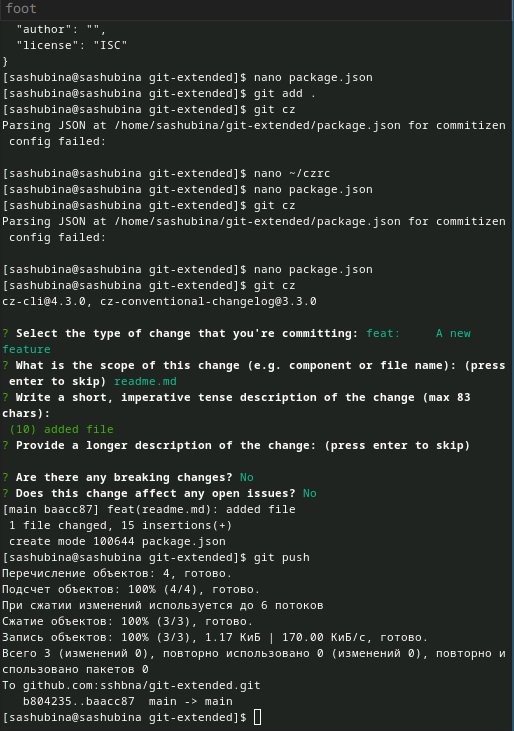 foot
"author": "",
"license": "ISC"
}
[sashubina@sashubina git-extended]$ nano package.json
[sashubina@sashubina git-extended]$ git add .
[sashubina@sashubina git-extended]$ git cz
Parsing JSON at /home/sashubina/git-extended/package.json for commitizen
config failed:
[sashubina@sashubina git-extended]$ nano ~/czrc
[sashubina@sashubina git-extended]$ nano package.json
[sashubina@sashubina git-extended]$ git cz
Parsing JSON at /home/sashubina/git-extended/package.json for commitizen
config failed:
[sashubina@sashubina git-extended]$ nano package.json
[sashubina@sashubina git-extended]$ git cz
cz-cli@4.3.0, cz-conventional-changelog@3.3.0
? Select the type of change that you're committing: feat:     A new
feature
? What is the scope of this change (e.g. component or file name): (press
enter to skip) readme.md
? Write a short, imperative tense description of the change (max 83
chars):
(10) added file
? Provide a longer description of the change: (press enter to skip)
? Are there any breaking changes? No
? Does this change affect any open issues? No
[main baacc87] feat(readme.md): added file
1 file changed, 15 insertions(+)
create mode 100644 package.json
[sashubina@sashubina git-extended]$ git push
Перечисление объектов: 4, готово.
Подсчет объектов: 100% (4/4), готово.
При сжатии изменений используется до 6 потоков
Сжатие объектов: 100% (3/3), готово.
Запись объектов: 100% (3/3), 1.17 КиБ | 170.00 КиБ/с, готово.
Всего 3 (изменений 0), повторно использовано 0 (изменений 0), повторно и
спользовано пакетов 0
To github.com:sshbna/git-extended.git
b804235..baacc87  main -> main
[sashubina@sashubina git-extended]$